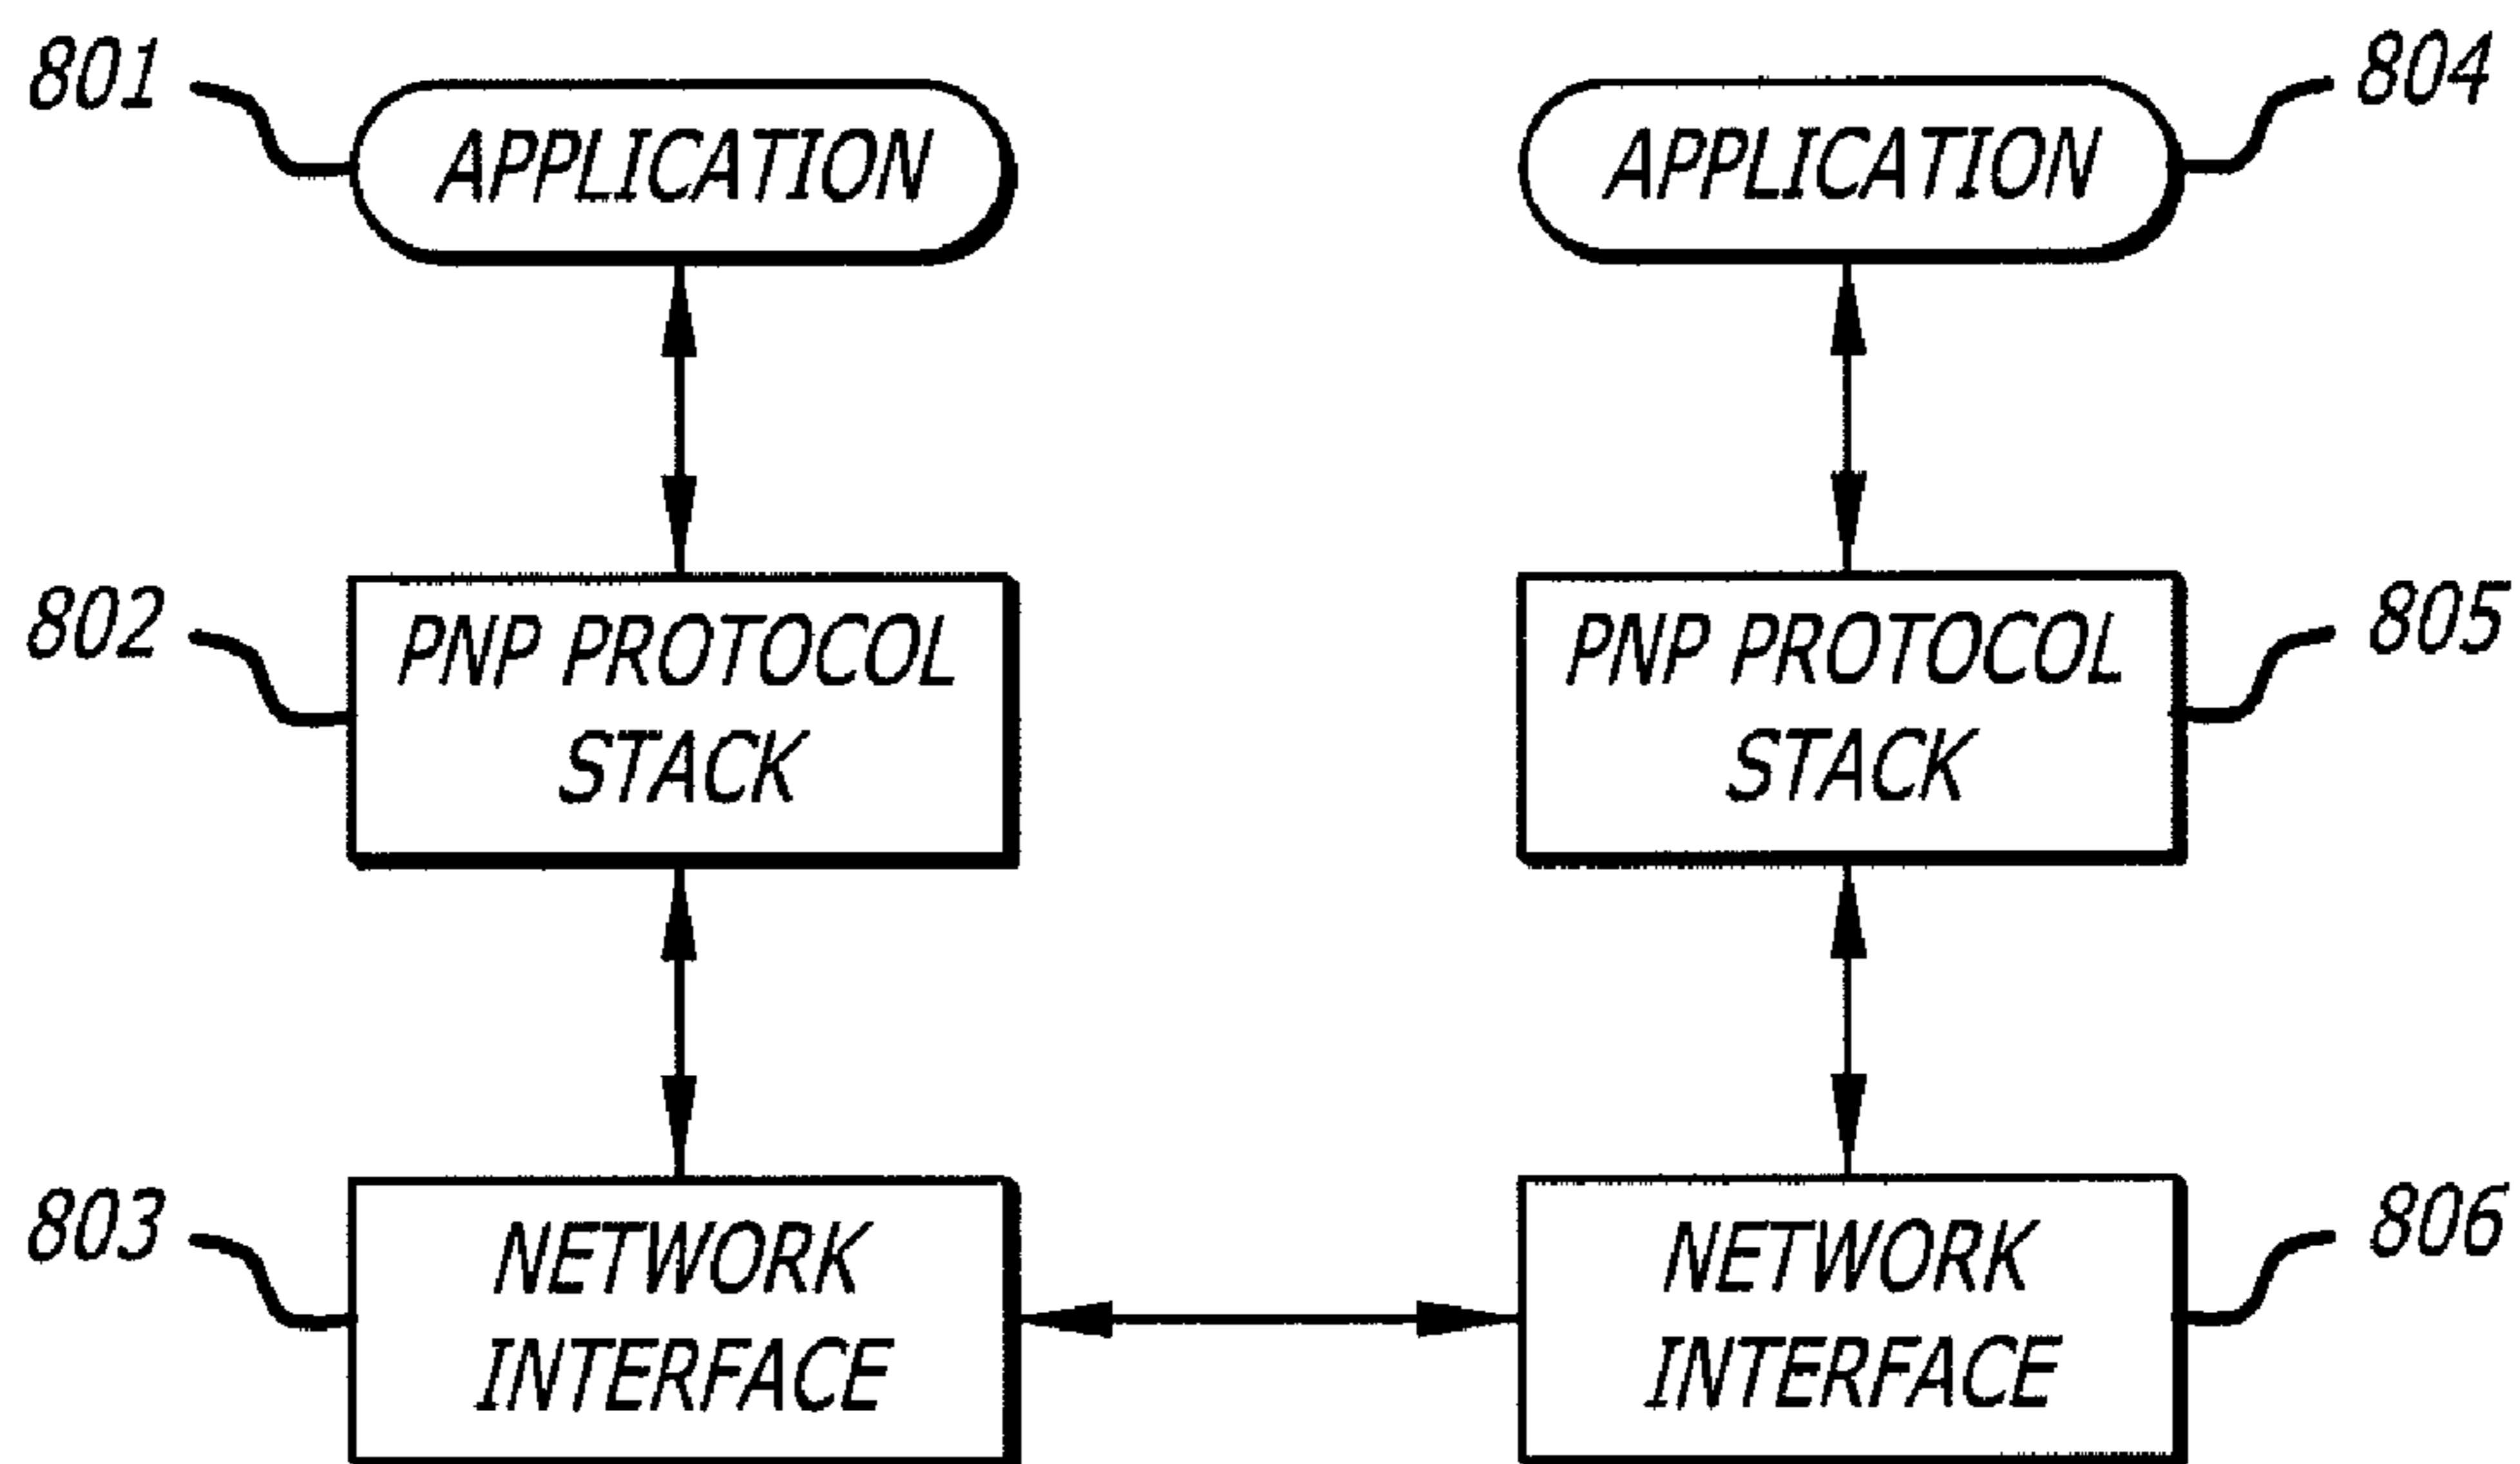 801
APPLICATION
APPLICATION
804
802
PNP PROTOCOL
STACK
PNP PROTOCOL
STACK
805
803
NETWORK
INTERFACE
NETWORK
INTERFACE
806